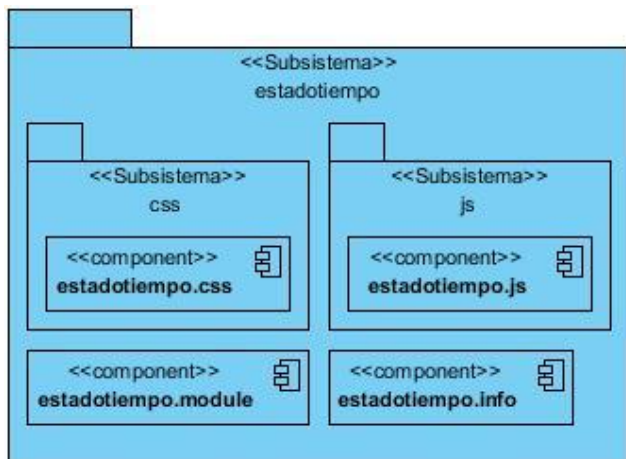 <<Subsistema>>
estadotiempo
<<Subsistema>>
css
<<component>>
estadotiempo.css
<<Subsistema>>
js
<<component>>
estadotiempo.js
<<component>>
estadotiempo.module
<<component>>
estadotiempo.info